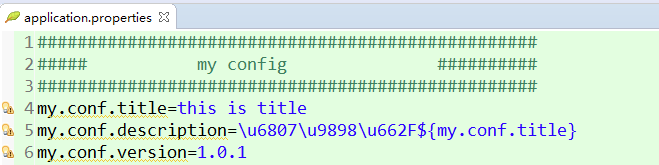 application.properties
1 ##################################################
2 ##### my config ##########
3 ##################################################
4 my.conf.title=this is title
5 my.conf.description=\u6807\u9898\u662F${my.conf.title}
6 my.conf.version=1.0.1